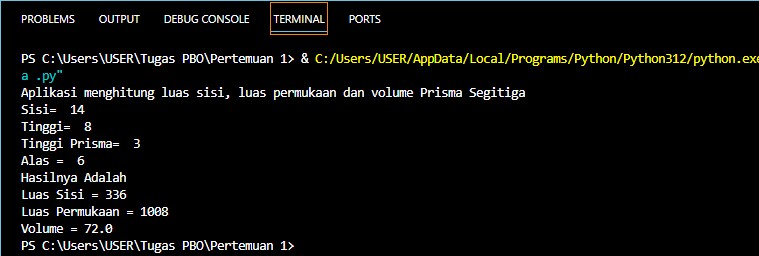 PROBLEMS OUTPUT DEBUG CONSOLE TERMINAL PORTS
PS C:\Users\USER\Tugas PBO\Pertemuan 1> & C:/Users/USER/AppData/Local/Programs/Python/Python312/python.exe
a .py"
Aplikasi menghitung luas sisi, luas permukaan dan volume Prisma Segitiga
Sisi=  14
Tinggi=  8
Tinggi Prisma=  3
Alas =  6
Hasilnya Adalah
Luas Sisi = 336
Luas Permukaan = 1008
Volume = 72.0
PS C:\Users\USER\Tugas PBO\Pertemuan 1>